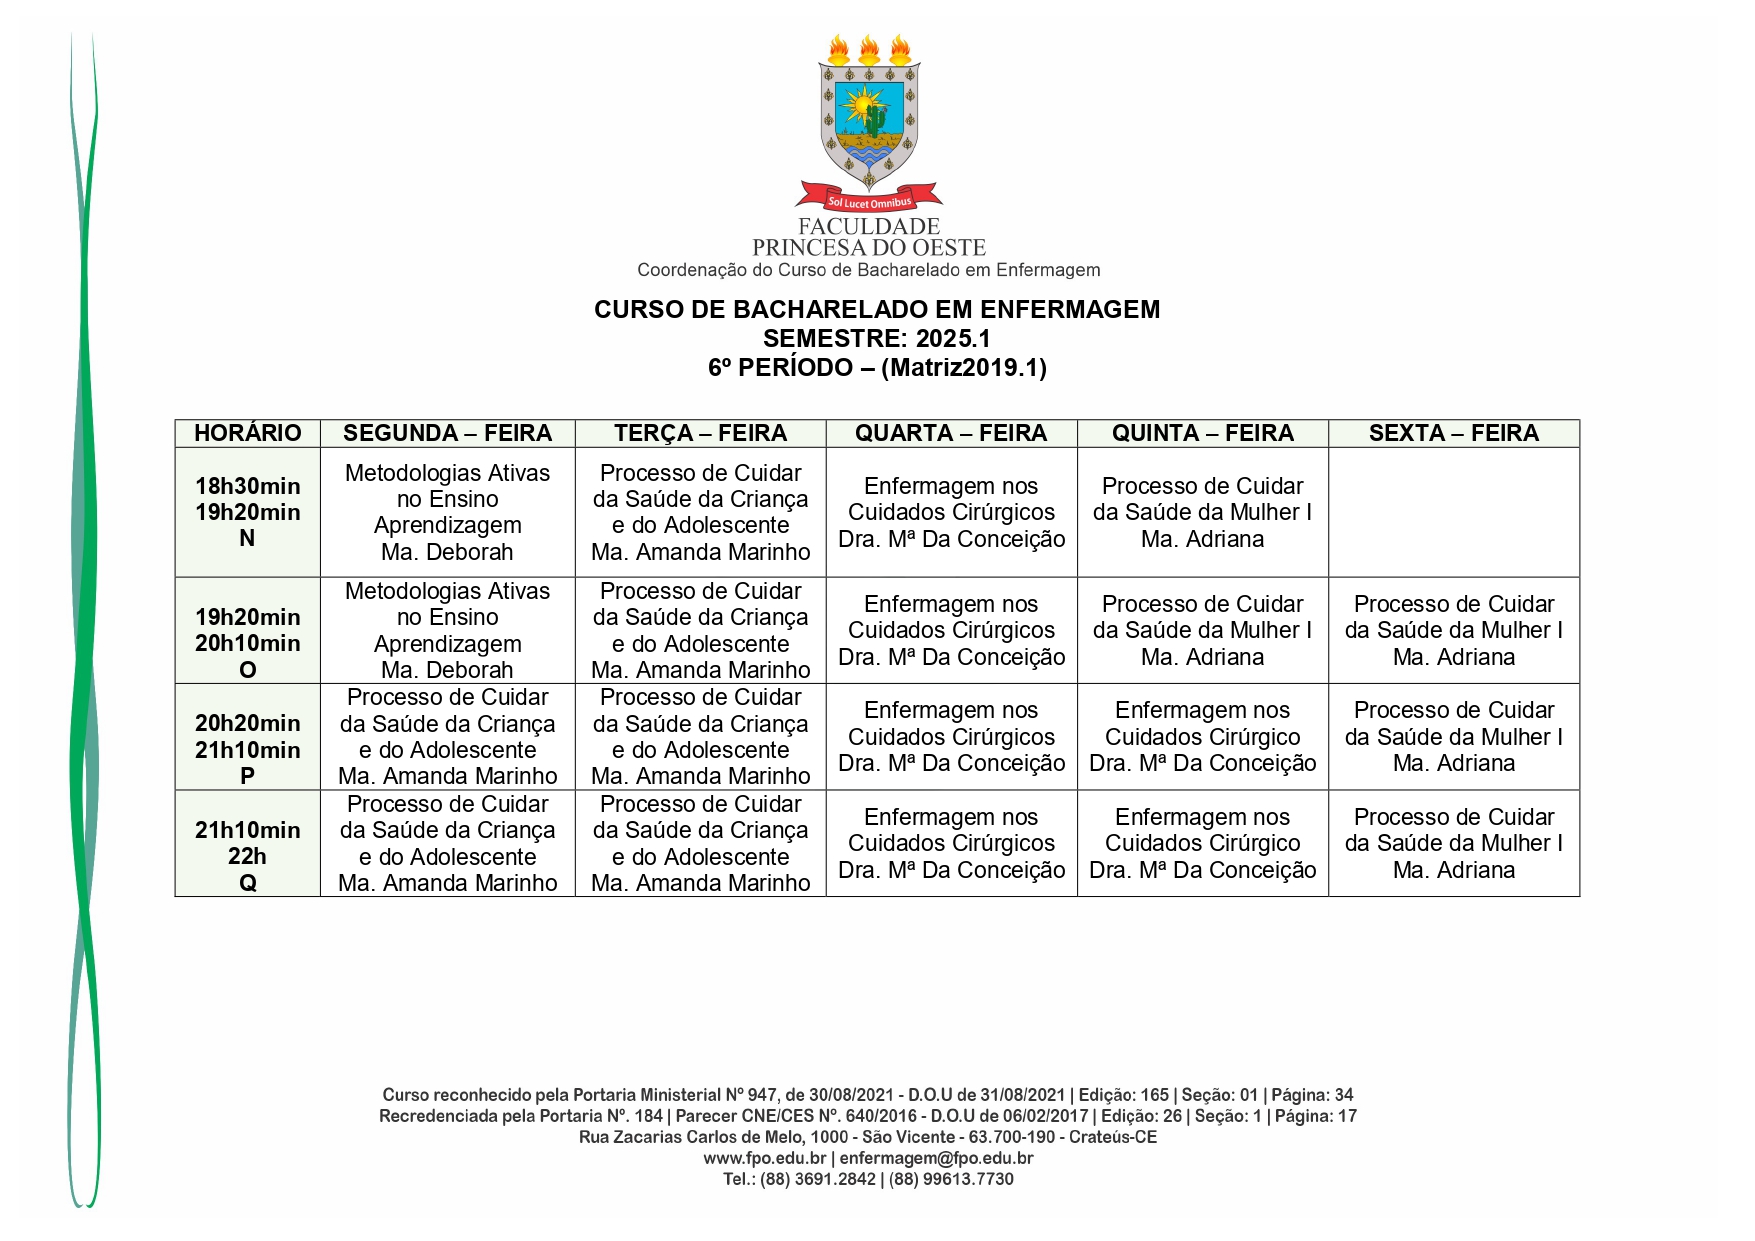 Sol Lucet Omnibus
FACULDADE
PRINCESA DO OESTE
Coordenação do Curso de Bacharelado em Enfermagem
CURSO DE BACHARELADO EM ENFERMAGEM
SEMESTRE: 2025.1
6º PERÍODO – (Matriz2019.1)
HORÁRIO SEGUNDA – FEIRA TERÇA – FEIRA QUARTA – FEIRA QUINTA – FEIRA SEXTA – FEIRA
18h30min
19h20min
N
Metodologias Ativas
no Ensino
Aprendizagem
Ma. Deborah
Processo de Cuidar
da Saúde da Criança
e do Adolescente
Ma. Amanda Marinho
Enfermagem nos
Cuidados Cirúrgicos
Dra. Mª Da Conceição
Processo de Cuidar
da Saúde da Mulher I
Ma. Adriana
19h20min
20h10min
O
Metodologias Ativas
no Ensino
Aprendizagem
Ma. Deborah
Processo de Cuidar
da Saúde da Criança
e do Adolescente
Ma. Amanda Marinho
Enfermagem nos
Cuidados Cirúrgicos
Dra. Mª Da Conceição
Processo de Cuidar
da Saúde da Mulher I
Ma. Adriana
Processo de Cuidar
da Saúde da Mulher I
Ma. Adriana
20h20min
21h10min
P
Processo de Cuidar
da Saúde da Criança
e do Adolescente
Ma. Amanda Marinho
Processo de Cuidar
da Saúde da Criança
e do Adolescente
Ma. Amanda Marinho
Enfermagem nos
Cuidados Cirúrgicos
Dra. Mª Da Conceição
Enfermagem nos
Cuidados Cirúrgico
Dra. Mª Da Conceição
Processo de Cuidar
da Saúde da Mulher I
Ma. Adriana
21h10min
22h
Q
Processo de Cuidar
da Saúde da Criança
e do Adolescente
Ma. Amanda Marinho
Processo de Cuidar
da Saúde da Criança
e do Adolescente
Ma. Amanda Marinho
Enfermagem nos
Cuidados Cirúrgicos
Dra. Mª Da Conceição
Enfermagem nos
Cuidados Cirúrgico
Dra. Mª Da Conceição
Processo de Cuidar
da Saúde da Mulher I
Ma. Adriana
Curso reconhecido pela Portaria Ministerial Nº 947, de 30/08/2021 - D.O.U de 31/08/2021 | Edição: 165 | Seção: 01 | Página: 34
Recredenciada pela Portaria Nº. 184 | Parecer CNE/CES Nº. 640/2016 - D.O.U de 06/02/2017 | Edição: 26 | Seção: 1 | Página: 17
Rua Zacarias Carlos de Melo, 1000 - São Vicente - 63.700-190 - Crateús-CE
www.fpo.edu.br | enfermagem@fpo.edu.br
Tel.: (88) 3691.2842 | (88) 99613.7730